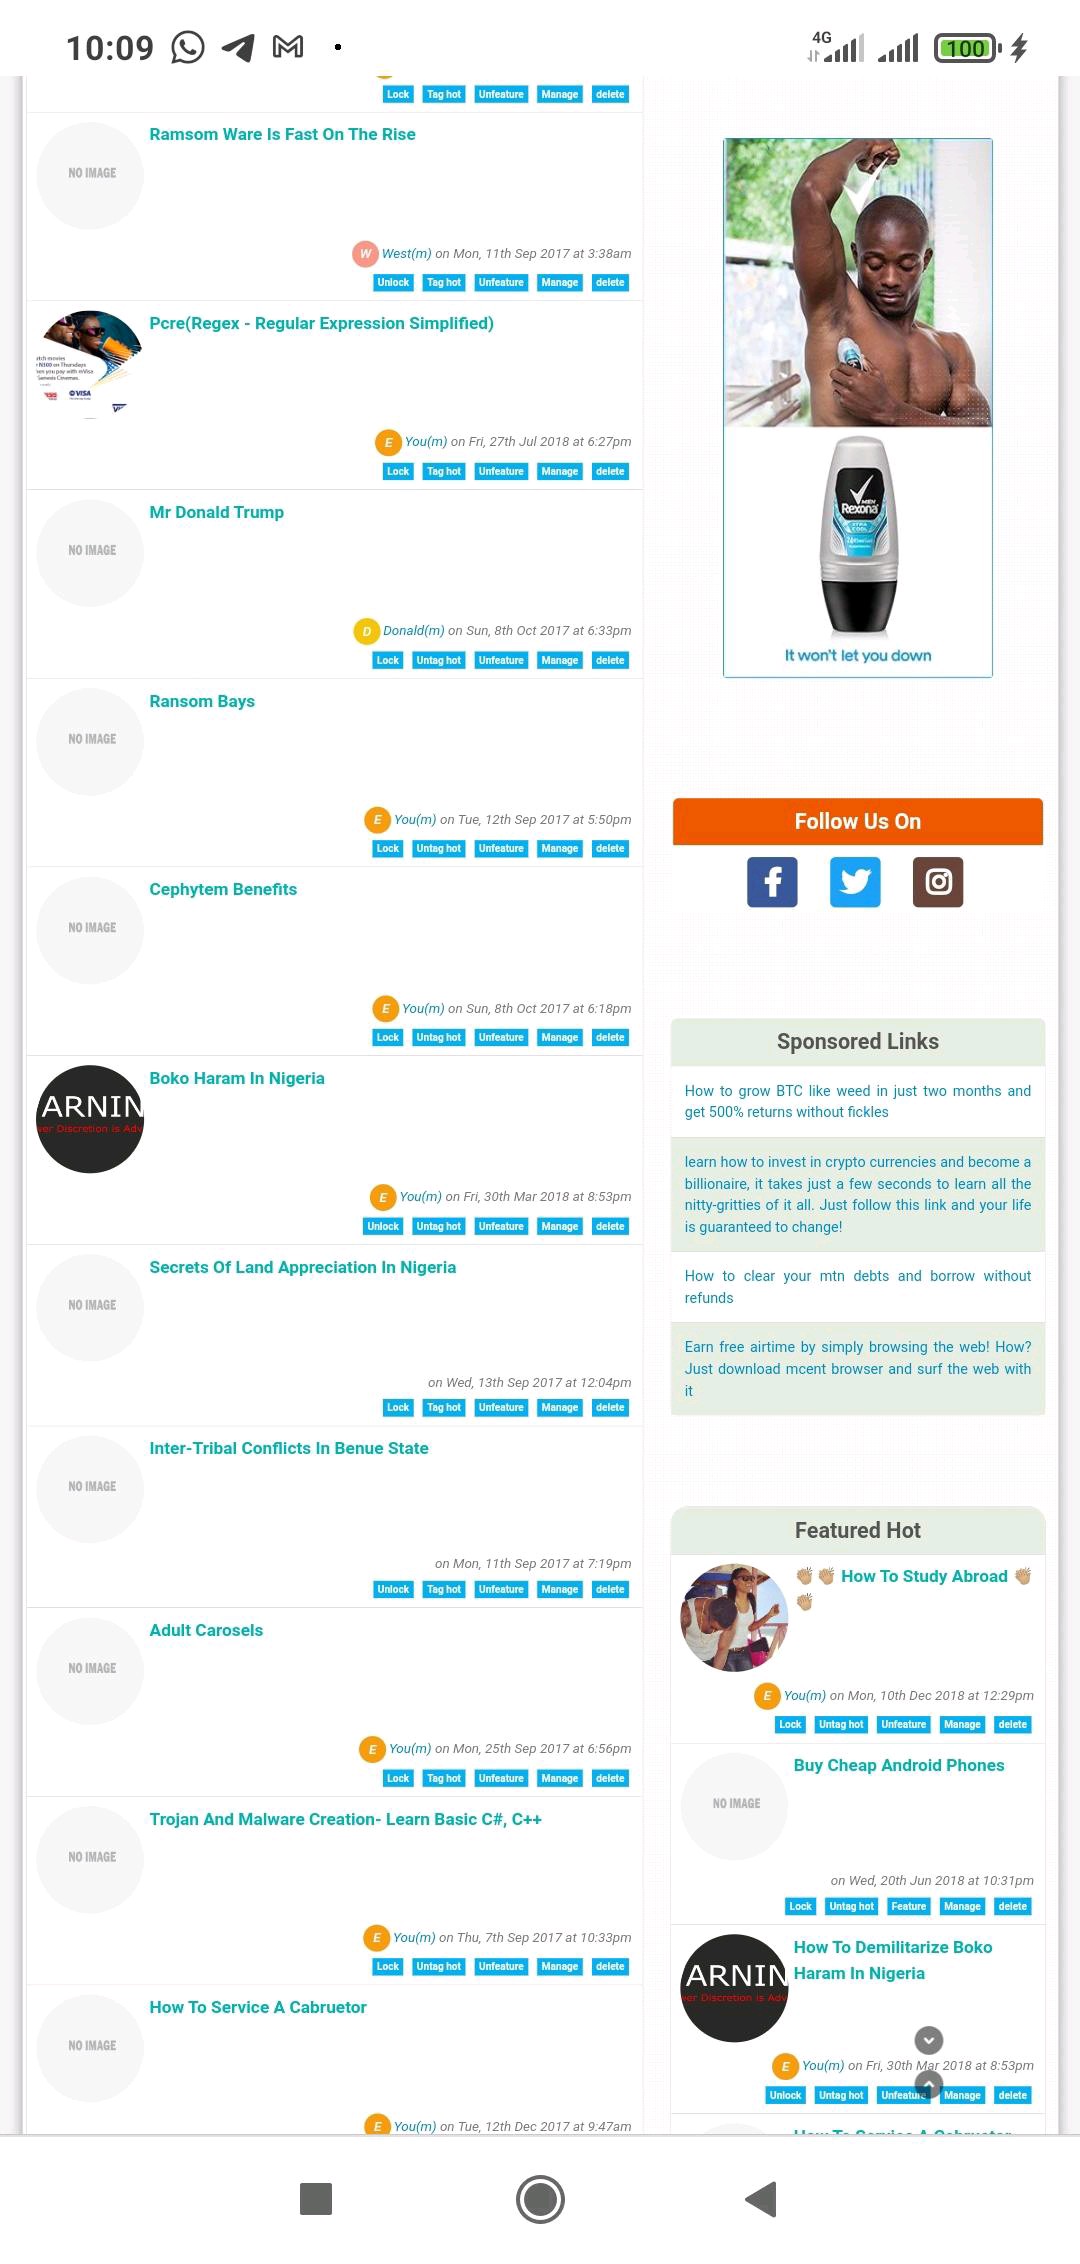 10:09
4G
100
Lock Tag hot Unfeature Manage delete
Ramsom Ware Is Fast On The Rise
NO IMAGE
W West(m) on Mon, 11th Sep 2017 at 3:38am
Unlock Tag hot Unfeature Manage delete
Pcre(Regex - Regular Expression Simplified)
VISA
E You(m) on Fri, 27th Jul 2018 at 6:27pm
Lock Tag hot Unfeature Manage delete
Mr Donald Trump
NO IMAGE
D Donald(m) on Sun, 8th Oct 2017 at 6:33pm
Lock Untag hot Unfeature Manage delete
Ransom Bays
NO IMAGE
E You(m) on Tue, 12th Sep 2017 at 5:50pm
Lock Untag hot Unfeature Manage delete
Cephytem Benefits
NO IMAGE
E You(m) on Sun, 8th Oct 2017 at 6:18pm
Lock Untag hot Unfeature Manage delete
Boko Haram In Nigeria
ARNIN
er Discretion is Adv
E You(m) on Fri, 30th Mar 2018 at 8:53pm
Unlock Untag hot Unfeature Manage delete
Secrets Of Land Appreciation In Nigeria
NO IMAGE
on Wed, 13th Sep 2017 at 12:04pm
Lock Tag hot Unfeature Manage delete
Inter-Tribal Conflicts In Benue State
NO IMAGE
on Mon, 11th Sep 2017 at 7:19pm
Unlock Tag hot Unfeature Manage delete
Adult Carosels
NO IMAGE
E You(m) on Mon, 25th Sep 2017 at 6:56pm
Lock Tag hot Unfeature Manage delete
Trojan And Malware Creation- Learn Basic C#, C++
NO IMAGE
E You(m) on Thu, 7th Sep 2017 at 10:33pm
Lock Untag hot Unfeature Manage delete
How To Service A Cabruetor
NO IMAGE
E You(m) on Tue, 12th Dec 2017 at 9:47am
MEN
Rexona
XTRA
COOL
It won't let you down
Follow Us On
Sponsored Links
How to grow BTC like weed in just two months and
get 500% returns without fickles
learn how to invest in crypto currencies and become a
billionaire, it takes just a few seconds to learn all the
nitty-gritties of it all. Just follow this link and your life
is guaranteed to change!
How to clear your mtn debts and borrow without
refunds
Earn free airtime by simply browsing the web! How?
Just download mcent browser and surf the web with
it
Featured Hot
👏🏼👏🏼 How To Study Abroad 👏🏼
👏🏼
E You(m) on Mon, 10th Dec 2018 at 12:29pm
Lock Untag hot Unfeature Manage delete
Buy Cheap Android Phones
NO IMAGE
on Wed, 20th Jun 2018 at 10:31pm
Lock Untag hot Feature Manage delete
How To Demilitarize Boko
Haram In Nigeria
ARNIN
er Discretion is Adv
E You(m) on Fri, 30th Mar 2018 at 8:53pm
Unlock Untag hot Unfeature Manage delete
How To Service A Cabruetor